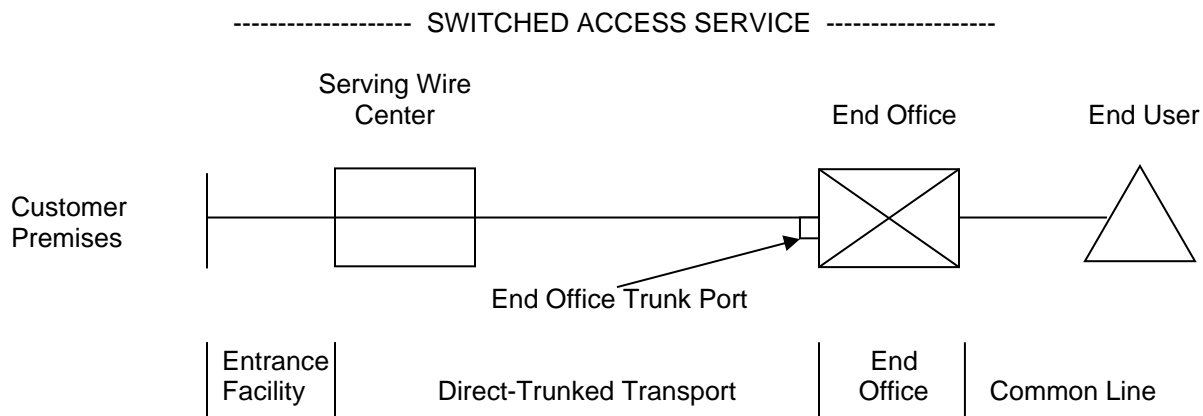 ------------------- SWITCHED ACCESS SERVICE ------------------
Serving Wire
Center
End Office
End User
Customer
Premises
End Office Trunk Port
Entrance
Facility
Direct-Trunked Transport
End
Office
Common Line